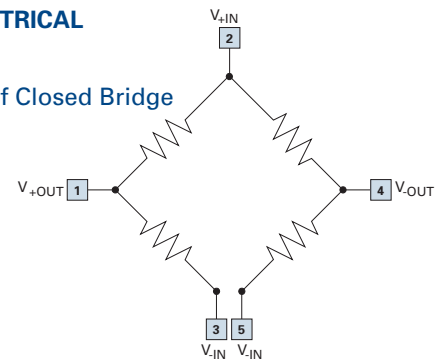 TRICAL
V+IN
2
f Closed Bridge
V+OUT 1
4 V-OUT
3 5
V-IN V-IN